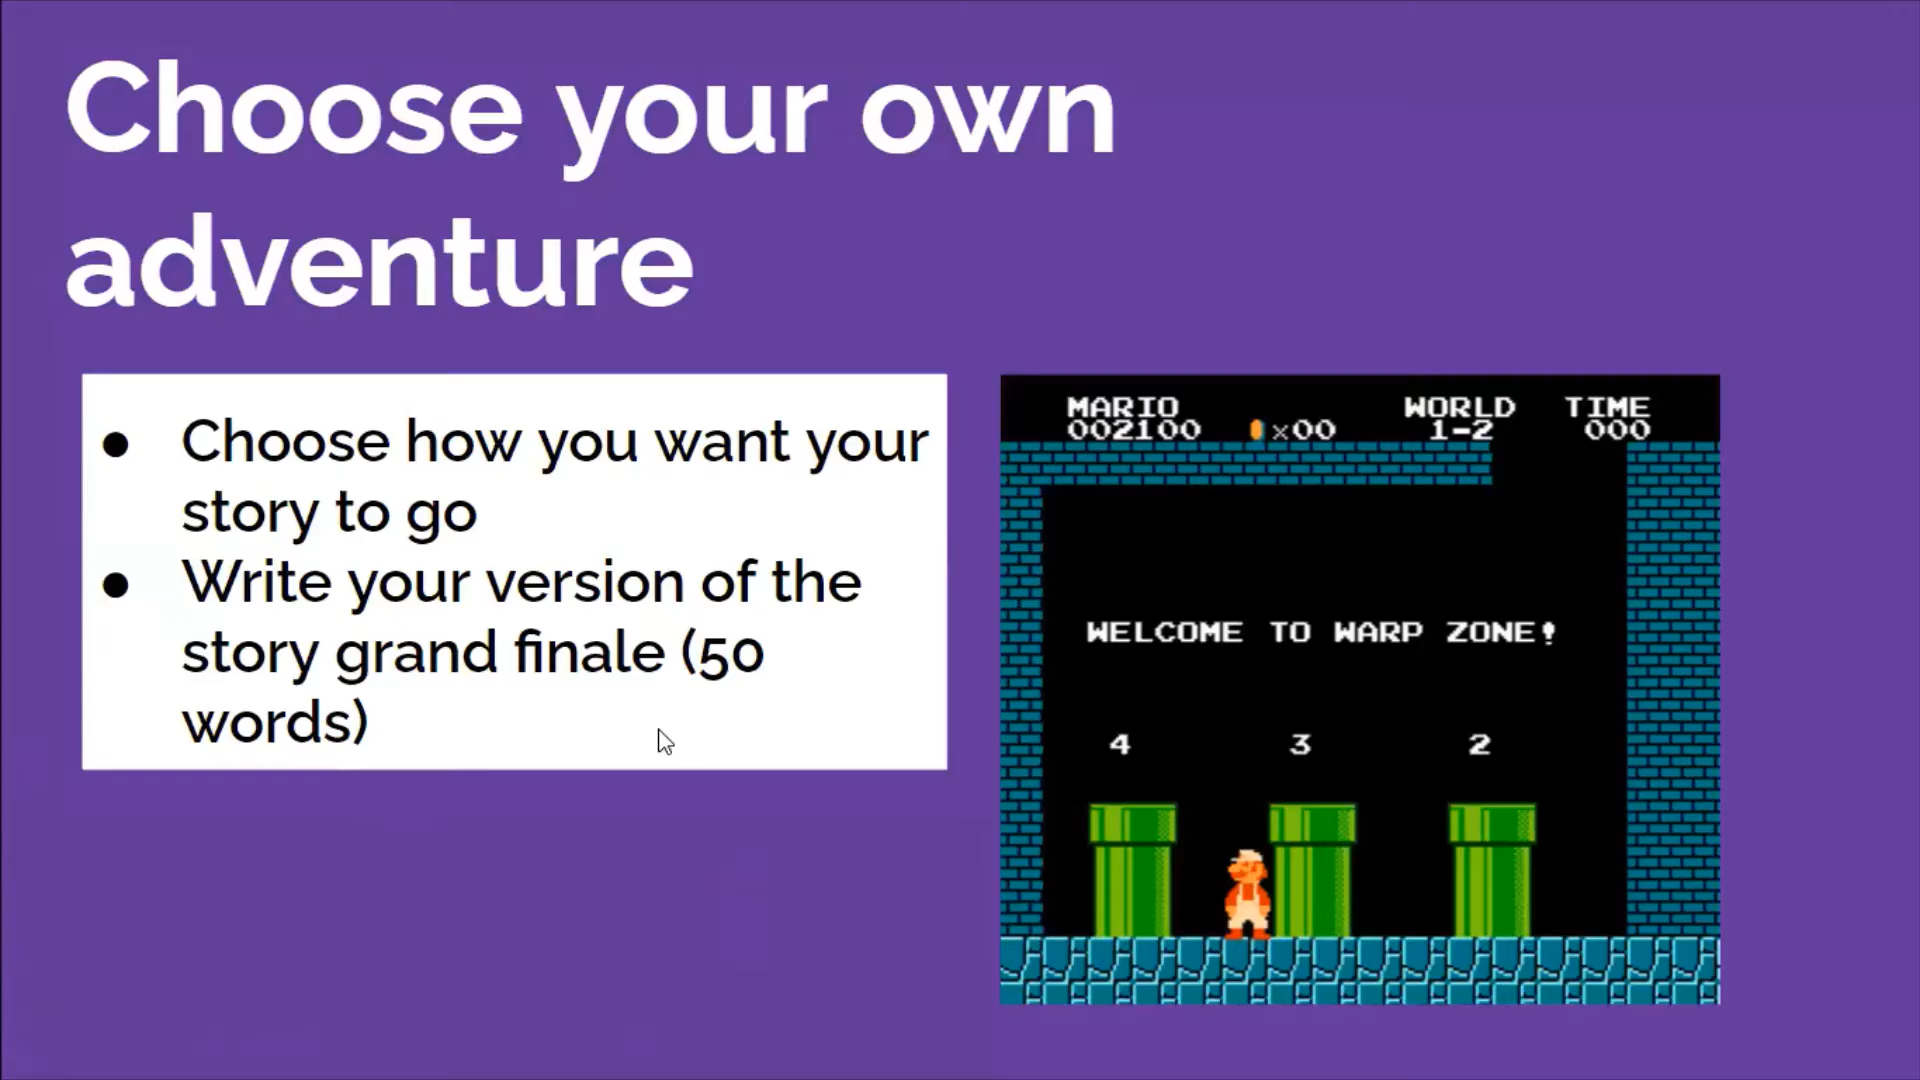 Choose your own
adventure
● Choose how you want your
story to go
● Write your version of the
story grand finale (50
words)
MARIO WORLD TIME
002100 x00 1-2 000
WELCOME TO WARP ZONE!
4 3 2